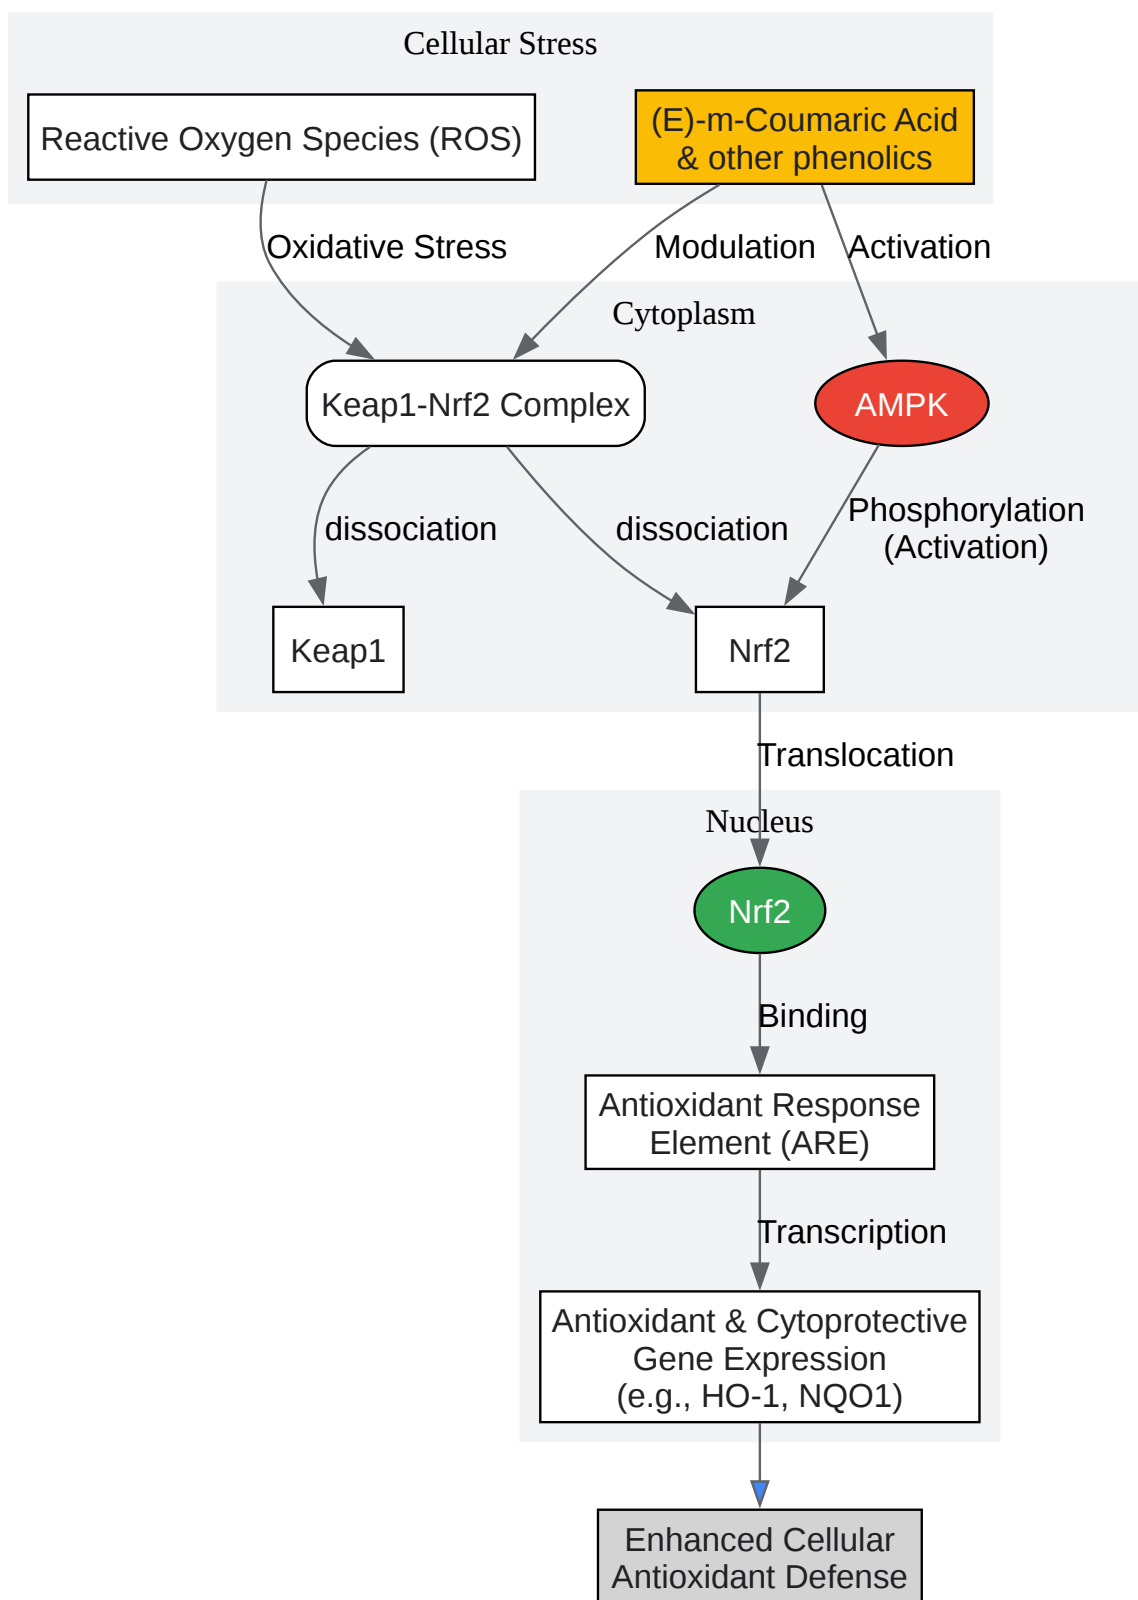 Cellular Stress
Reactive Oxygen Species (ROS)
(E)-m-Coumaric Acid
& other phenolics
Oxidative Stress
Modulation
Activation
Cytoplasm
Keap1-Nrf2 Complex
AMPK
dissociation
dissociation
Phosphorylation
(Activation)
Keap1
Nrf2
Translocation
Nucleus
Nrf2
Binding
Antioxidant Response
Element (ARE)
Transcription
Antioxidant & Cytoprotective
Gene Expression
(e.g., HO-1, NQO1)
Enhanced Cellular
Antioxidant Defense